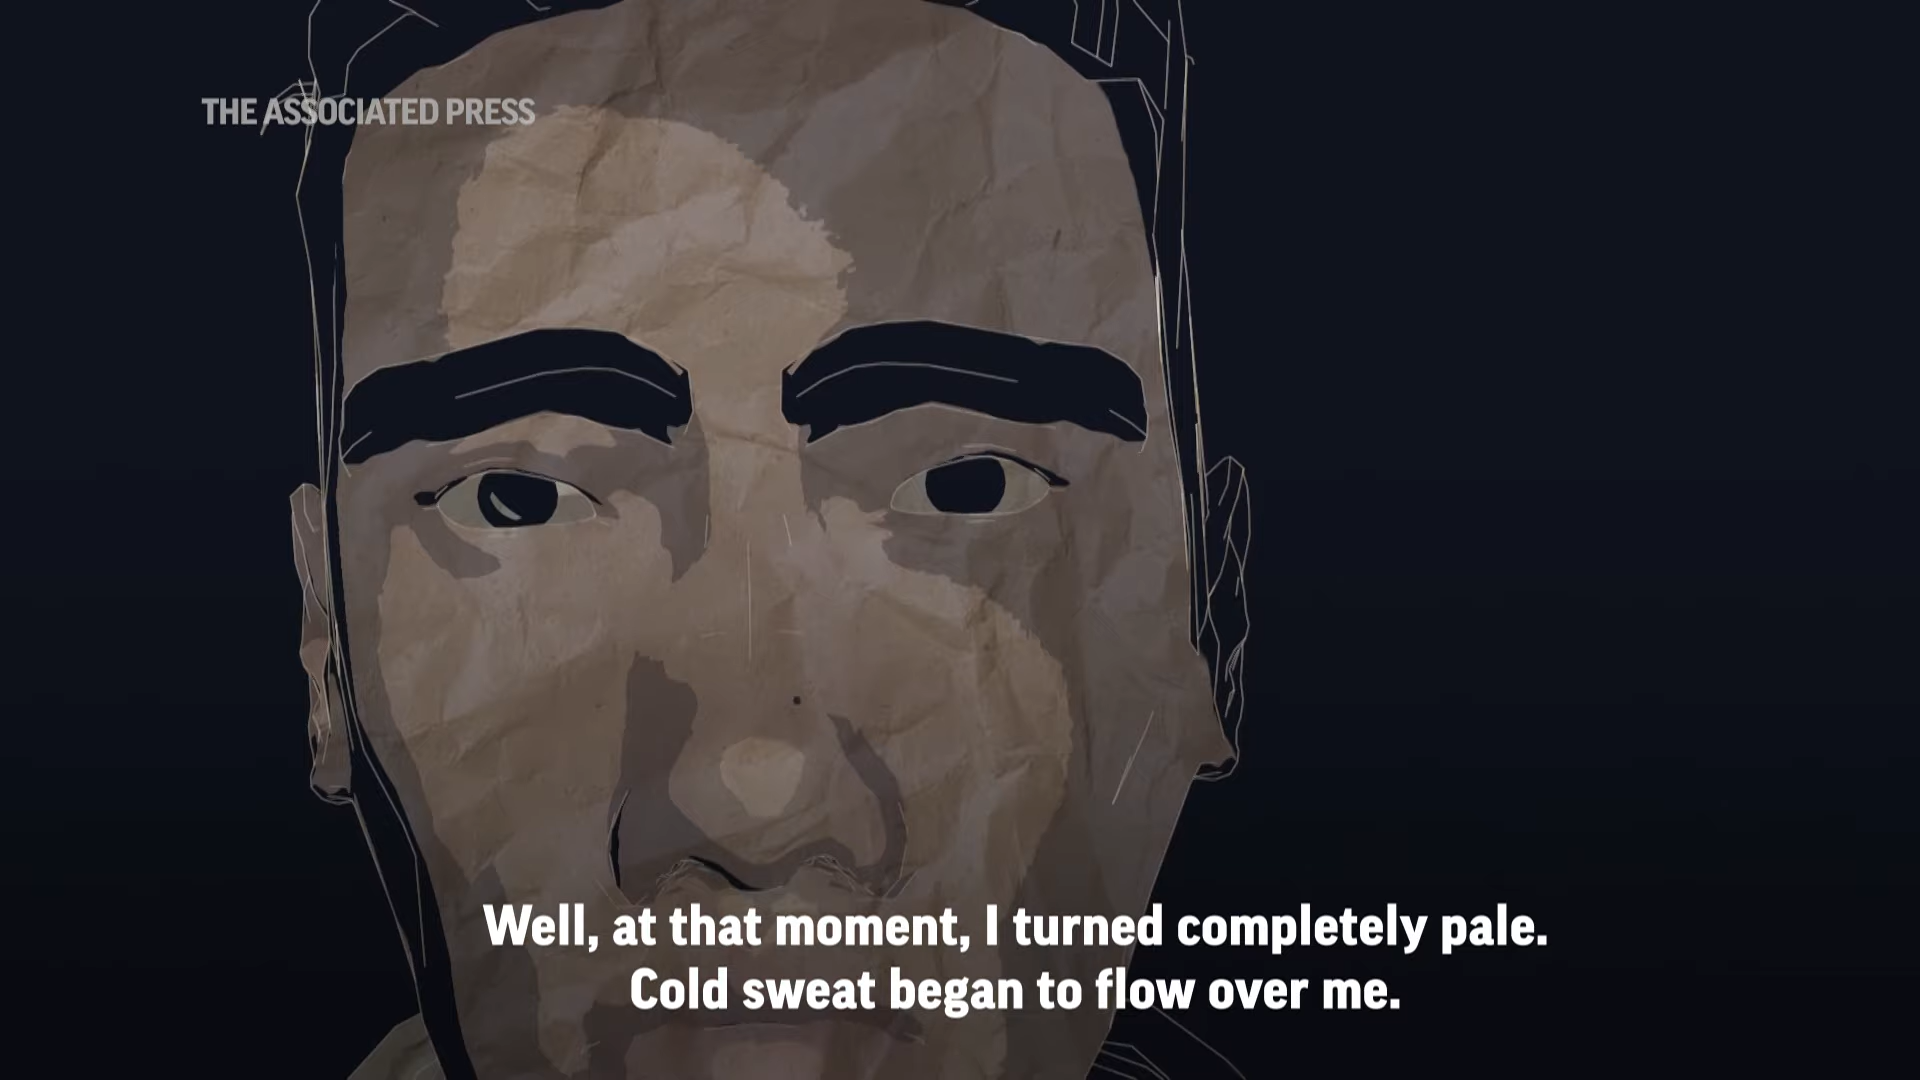 THE ASSOCIATED PRESS
Well, at that moment, I turned completely pale.
Cold sweat began to flow over me.